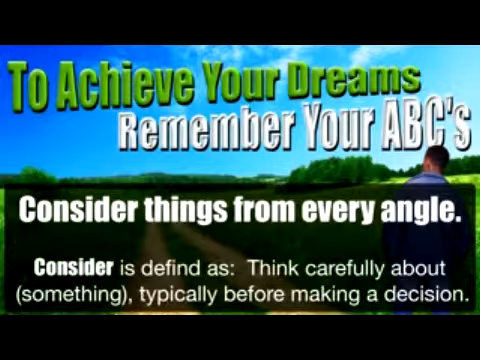 To Achieve Your Dreams
Remember Your ABC's
Consider things from every angle.
Consider is defind as: Think carefully about
(something), typically before making a decision.